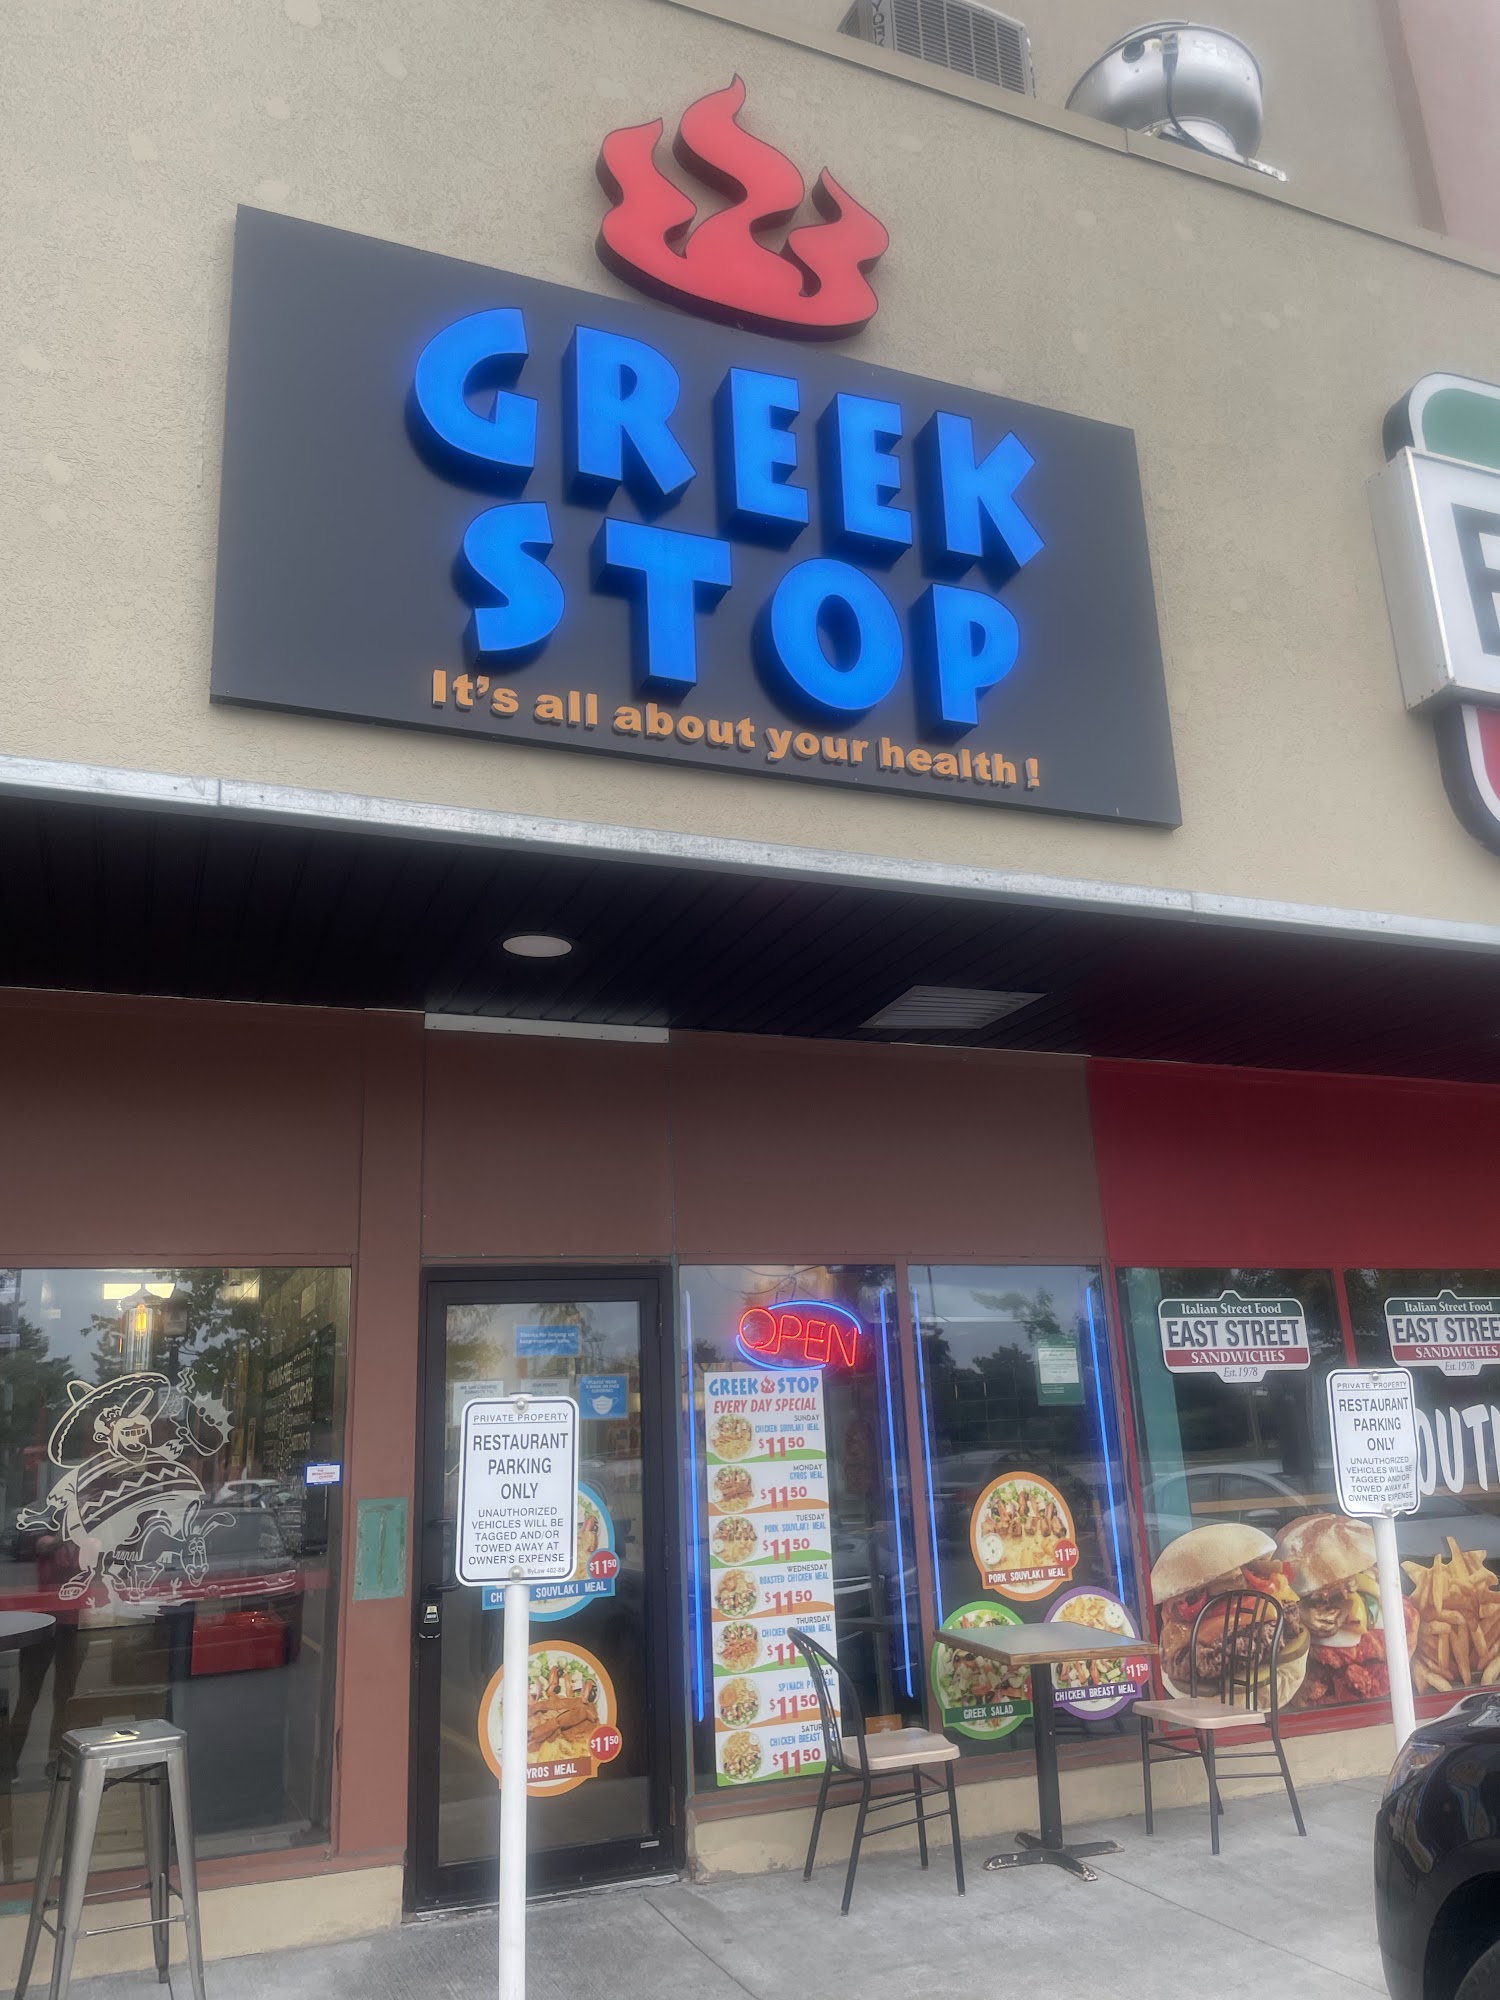 GREEK
STOP
It's all about your health!
OPEN
GREEK STOP
EVERY DAY SPECIAL
SUNDAY
CHICKEN SOUVLAKI MEAL
$11.50
MONDAY
GYROS MEAL
$11.50
TUESDAY
PORK SOUVLAKI MEAL
$11.50
WEDNESDAY
ROASTED CHICKEN MEAL
$11.50
THURSDAY
CHICKEN MEAL
$11
SPINACH
$11.50
CHICKEN BREAST
$11.50
PRIVATE PROPERTY
RESTAURANT
PARKING
ONLY
UNAUTHORIZED
VEHICLES WILL BE
TAGGED AND/OR
TOWED AWAY AT
OWNER'S EXPENSE
ByLaw 402-89
$11.50
SOUVLAKI MEAL
$11.50
MEAL
$11.50
PORK SOUVLAKI MEAL
GREEK SALAD
$11.50
CHICKEN BREAST MEAL
Italian Street Food
EAST STREET
SANDWICHES
Est. 1978
Italian Street Food
EAST STREE
SANDWICHES
Est. 1978
PRIVATE PROPERTY
RESTAURANT
PARKING
ONLY
UNAUTHORIZED
VEHICLES WILL BE
TAGGED AND/OR
TOWED AWAY AT
OWNER'S EXPENSE